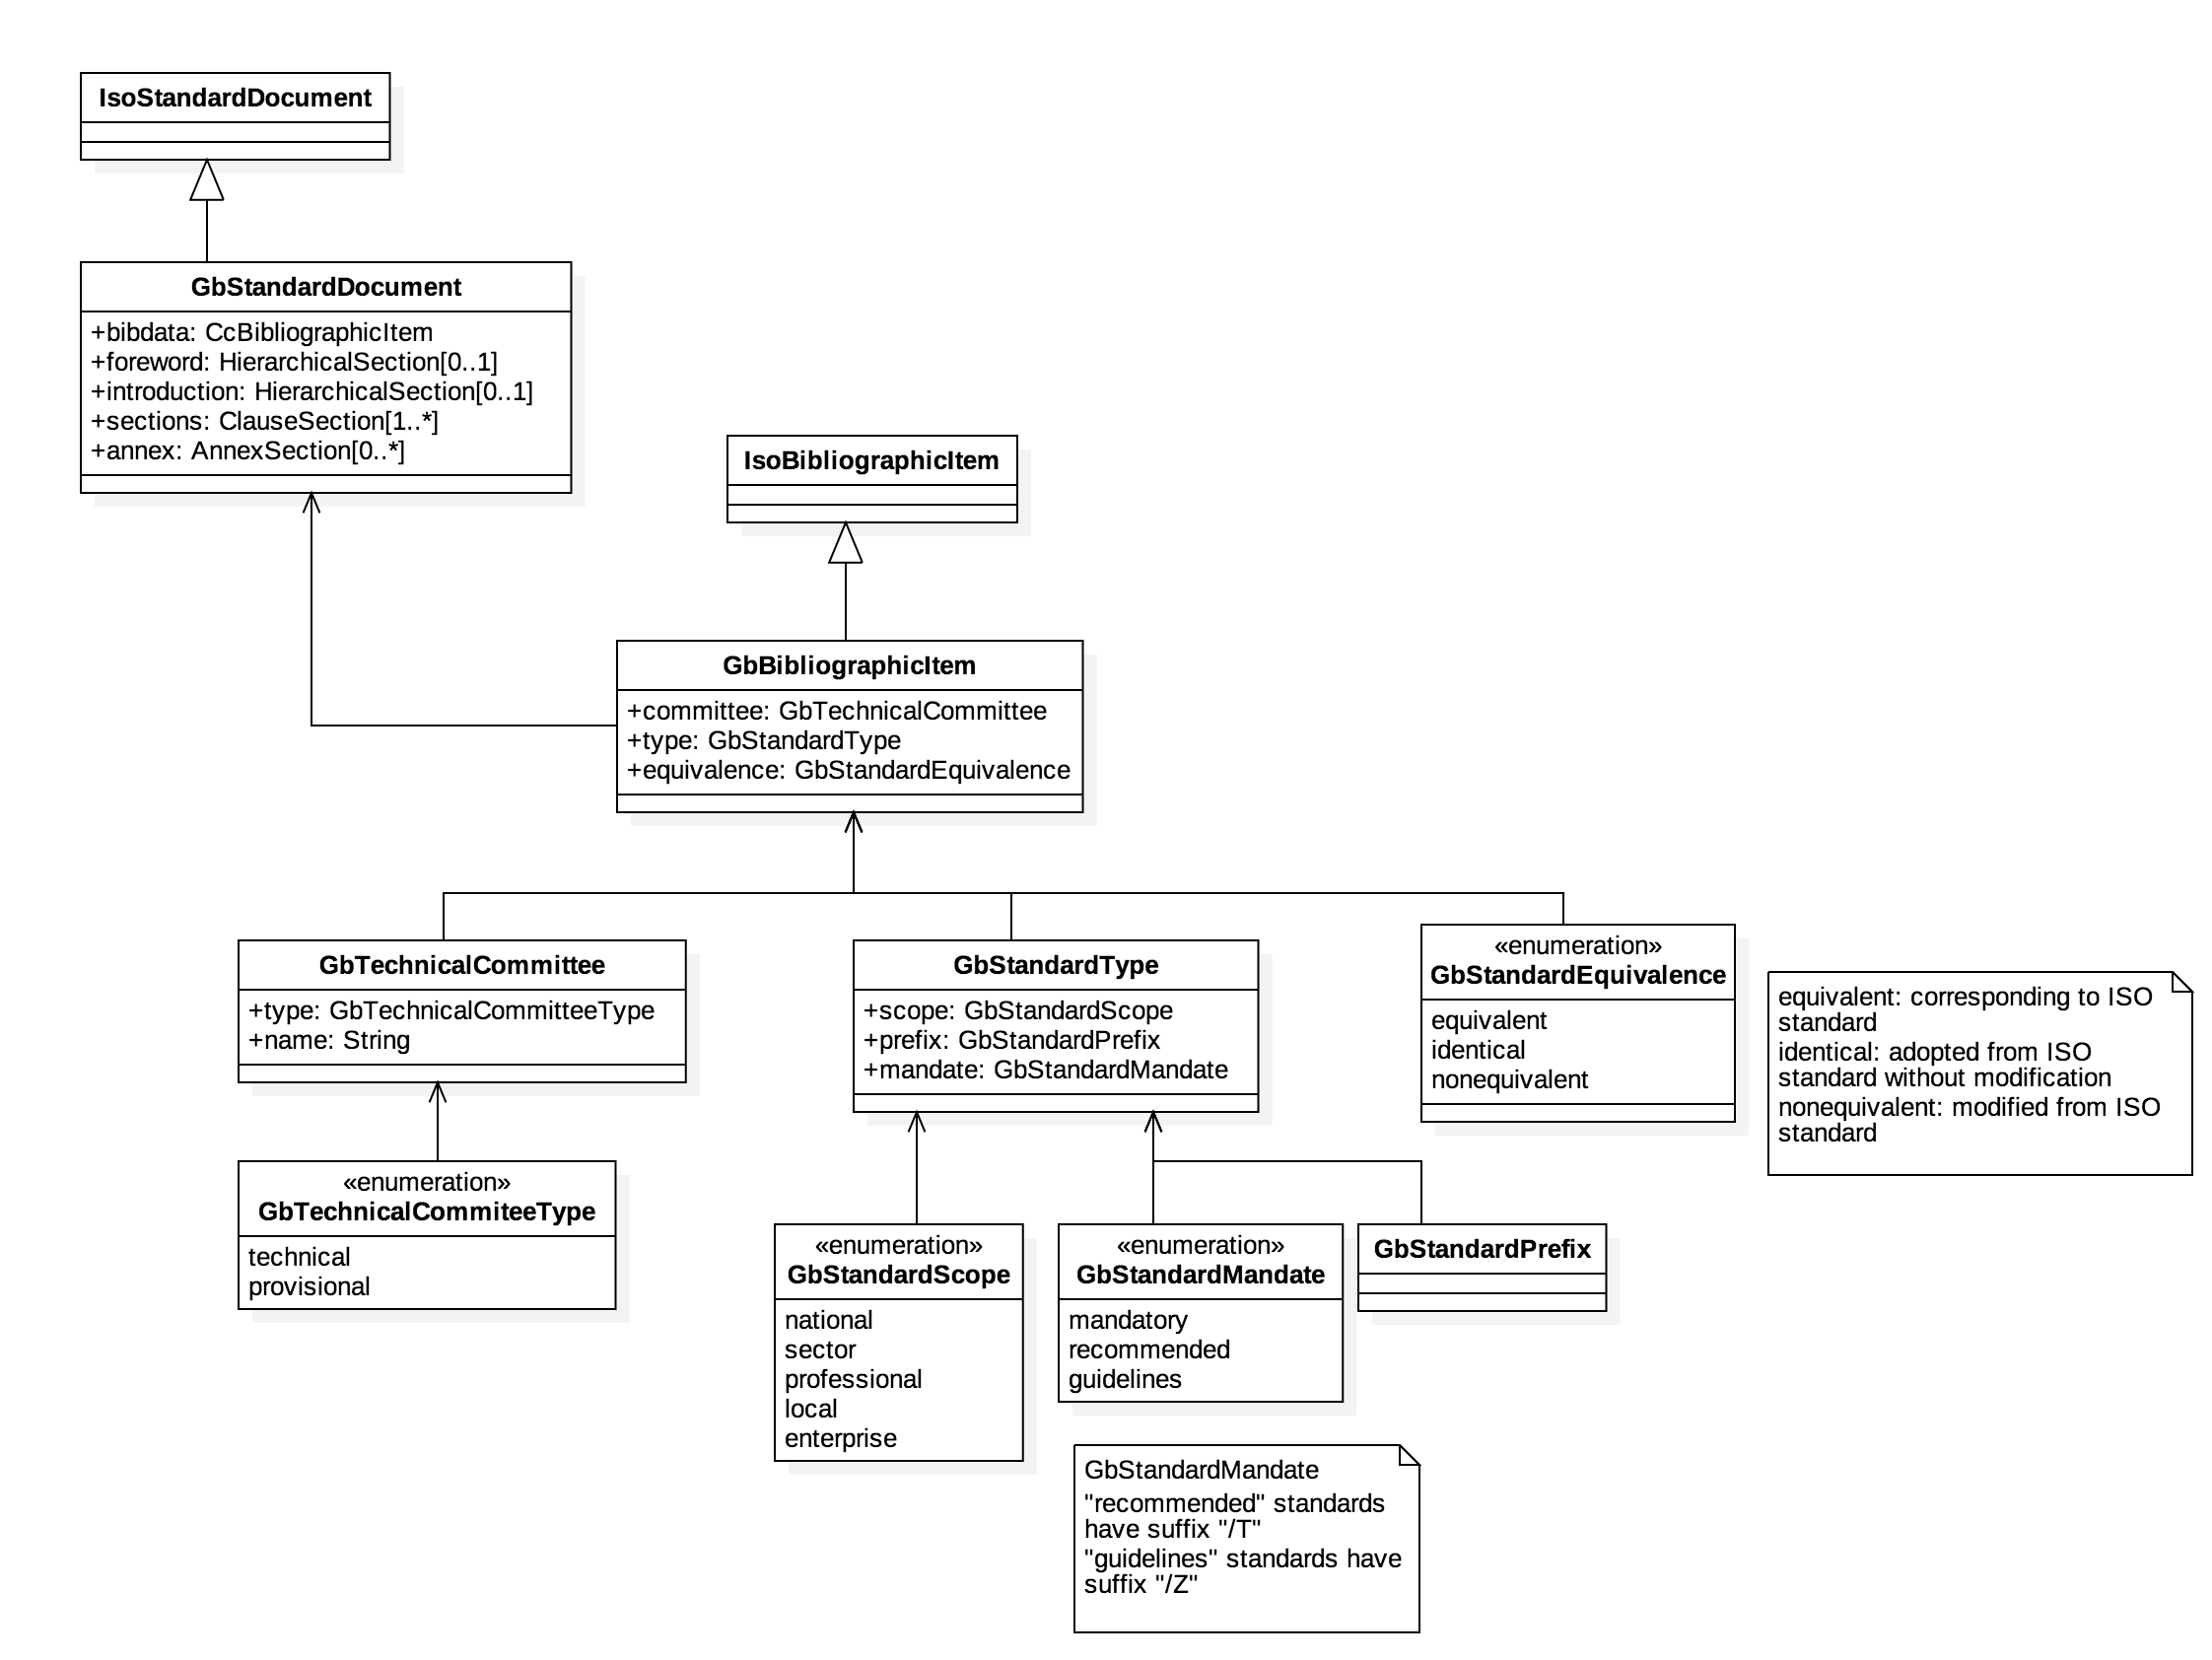 IsoStandardDocument
GbStandardDocument
+bibdata: CcBibliographicItem
+foreword: HierarchicalSection[0..1]
+introduction: HierarchicalSection[0..1]
+sections: ClauseSection[1..*]
+annex: AnnexSection[0..*]
IsoBibliographicItem
GbBibliographicItem
+committee: GbTechnicalCommittee
+type: GbStandardType
+equivalence: GbStandardEquivalence
GbTechnicalCommittee
+type: GbTechnicalCommitteeType
+name: String
GbStandardType
+scope: GbStandardScope
+prefix: GbStandardPrefix
+mandate: GbStandardMandate
«enumeration»
GbStandardEquivalence
equivalent
identical
nonequivalent
equivalent: corresponding to ISO
standard
identical: adopted from ISO
standard without modification
nonequivalent: modified from ISO
standard
«enumeration»
GbTechnicalCommiteeType
technical
provisional
«enumeration»
GbStandardScope
national
sector
professional
local
enterprise
«enumeration»
GbStandardMandate
mandatory
recommended
guidelines
GbStandardPrefix
GbStandardMandate
"recommended" standards
have suffix "/T"
"guidelines" standards have
suffix "/Z"